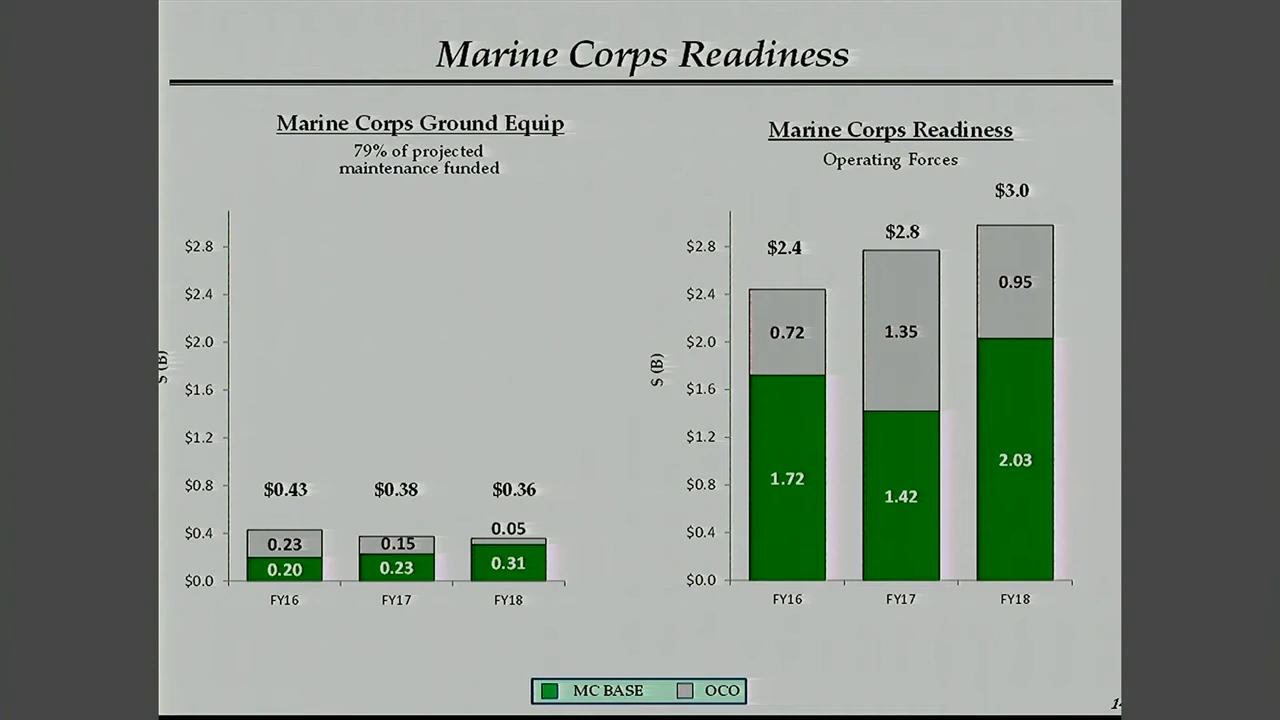 Marine Corps Readiness
Marine Corps Ground Equip
79% of projected
maintenance funded
$ (B)
$2.8
$2.4
$2.0
$1.6
$1.2
$0.8
$0.4
$0.0
$0.43
$0.38
$0.36
0.23
0.15
0.05
0.20
0.23
0.31
FY16
FY17
FY18
Marine Corps Readiness
Operating Forces
$ (B)
$2.8
$2.4
$2.0
$1.6
$1.2
$0.8
$0.4
$0.0
$2.4
$2.8
$3.0
0.72
1.35
0.95
1.72
1.42
2.03
FY16
FY17
FY18
MC BASE
OCO